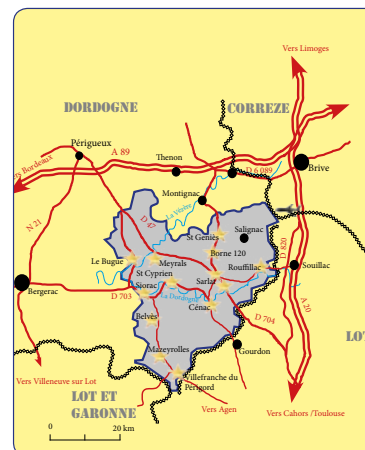 Vers Limoges
DORDOGNE
CORREZE
Périgueux
A 89
Vers Bordeaux
Thenon
D 6 089
Brive
Montignac
La Vézère
N 21
D 47
St Geniès
Salignac
D 820
Borne 120
Le Bugue
Meyrals
Rouffillac
Souillac
St Cyprien
Sarlat
Bergerac
Siorac
D 703
La Dordogne
A 20
Cénac
D 704
Belvès
LOT
Gourdon
Mazeyrolles
Vers Villeneuve sur Lot
Villefranche du
Périgord
LOT ET
GARONNE
Vers Agen
Vers Cahors /Toulouse
0 20 km